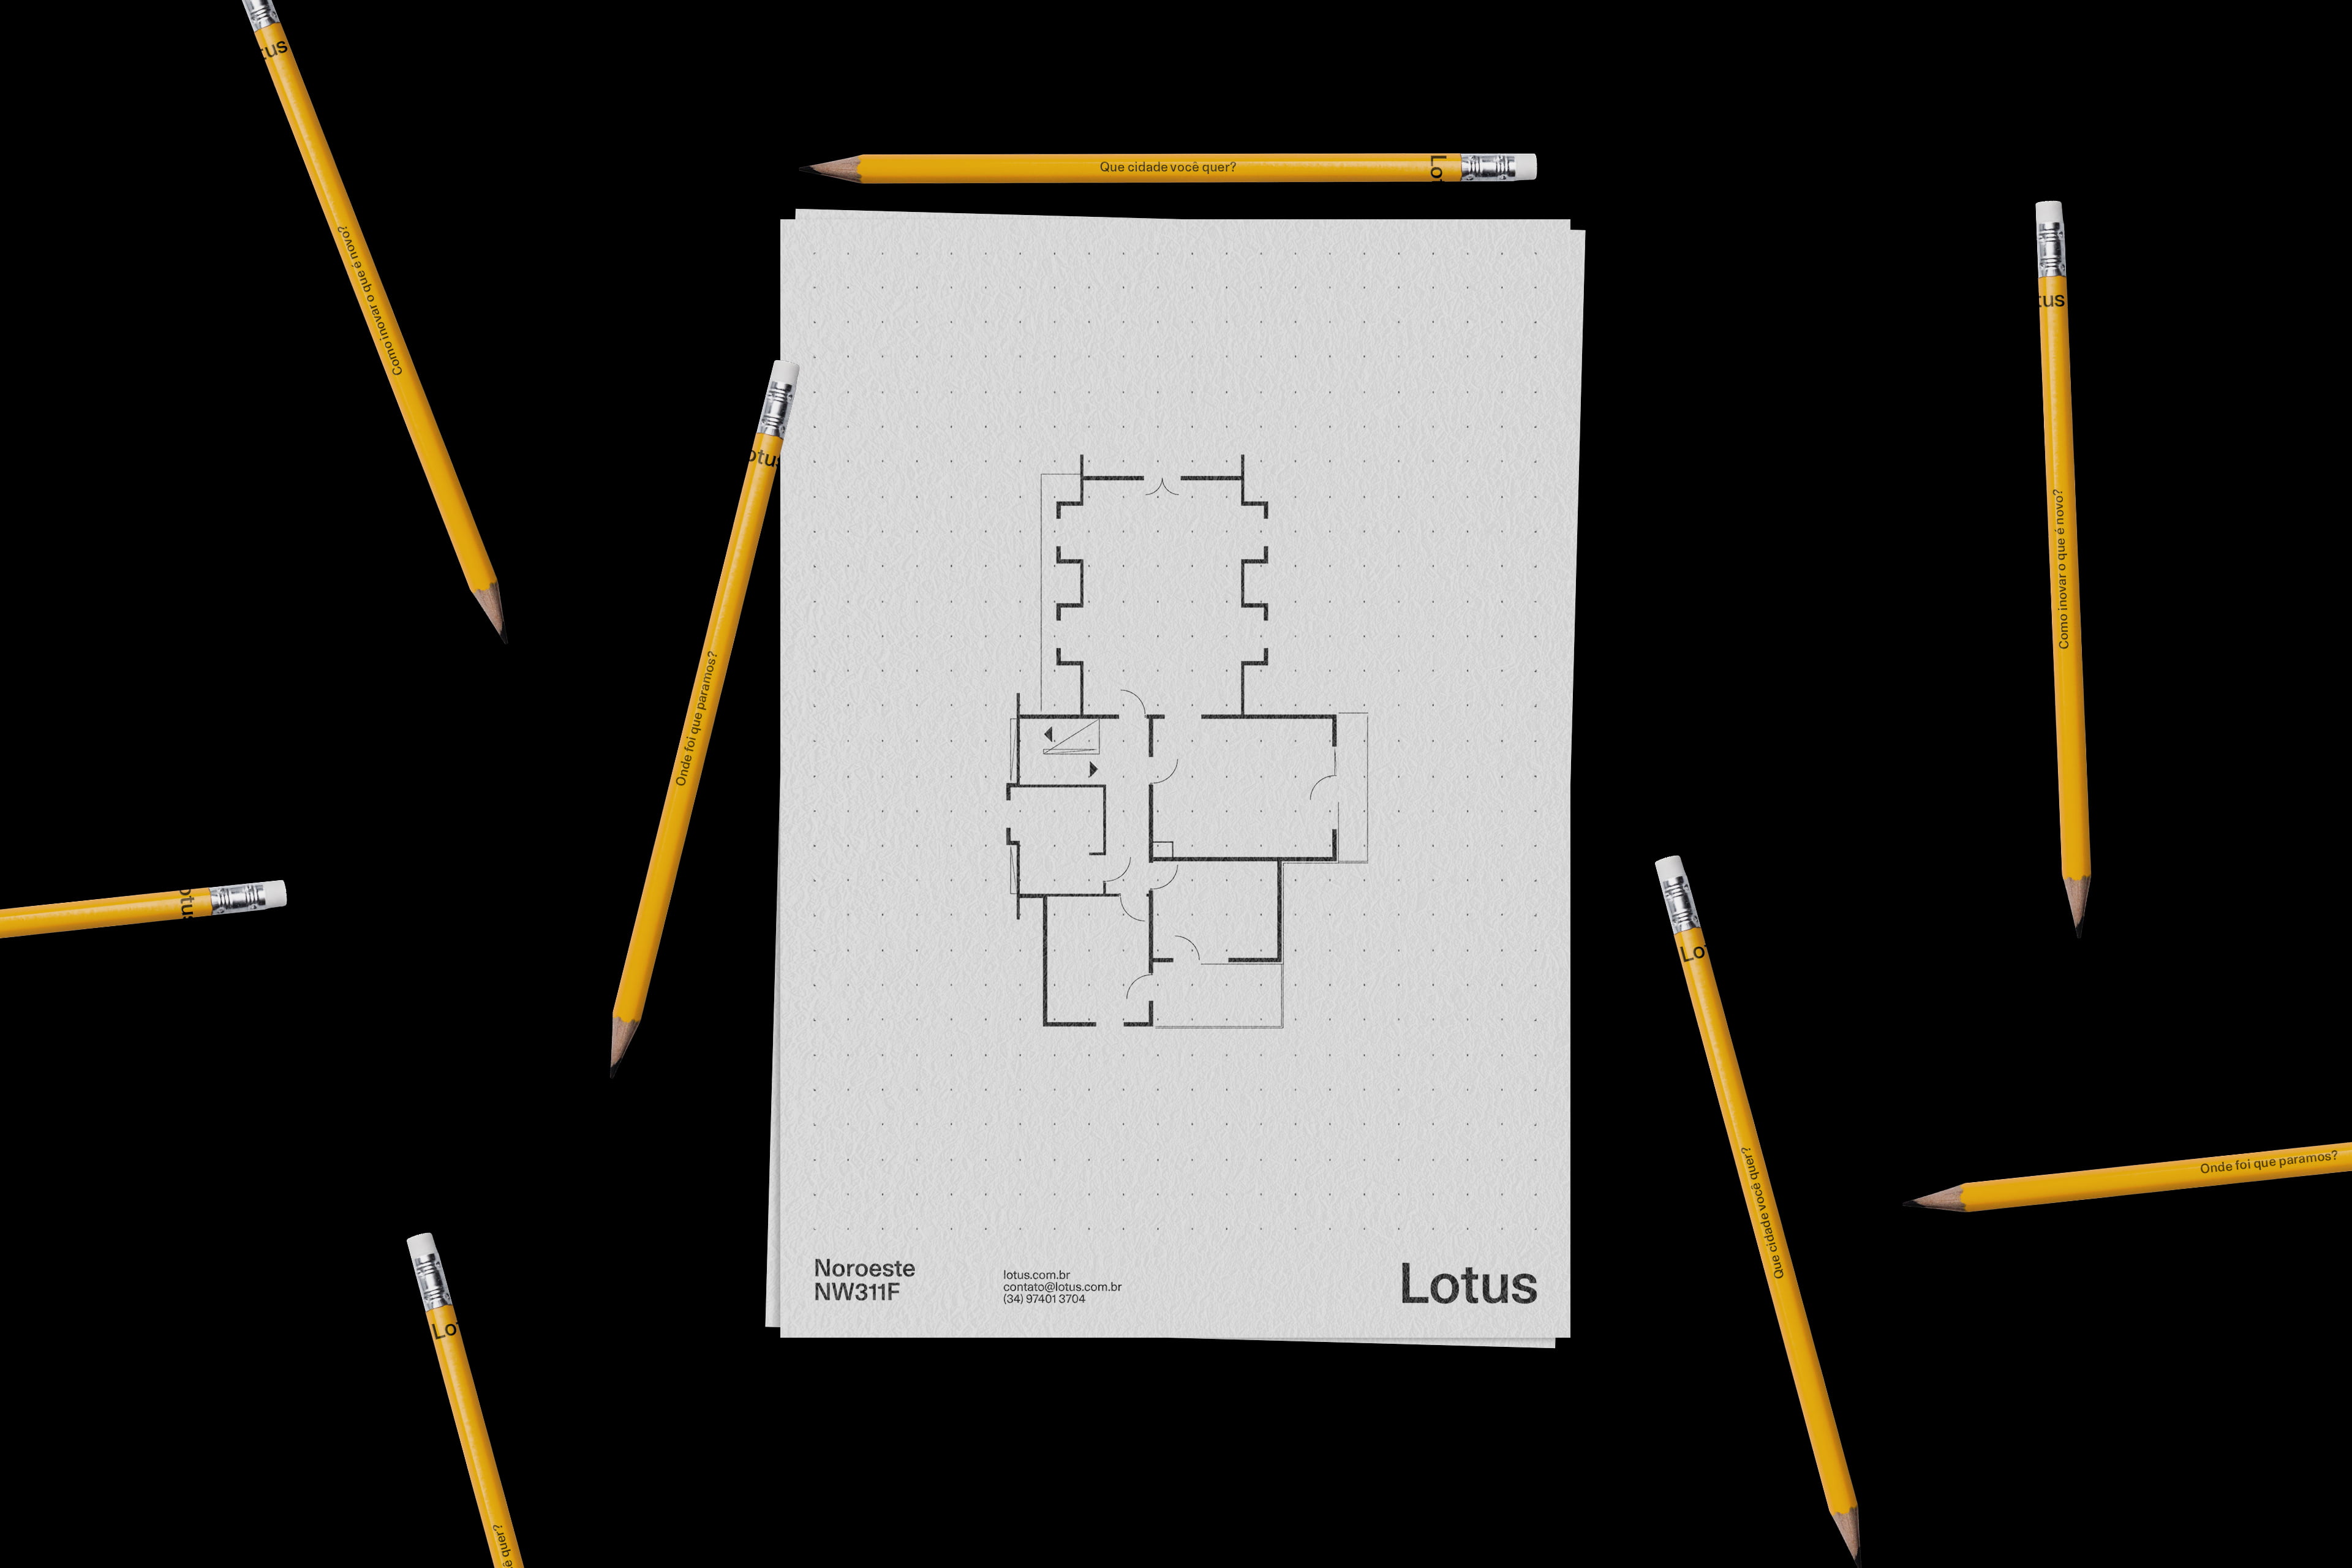 tus
Que cidade você quer?
Lo
Como inovar o que é novo?
tus
otus
Como inovar o que é novo?
Onde foi que paramos?
otus
Lo
Que cidade você quer?
Onde foi que paramos?
Noroeste
NW311F
lotus.com.br
contato@lotus.com.br
(34) 97401 3704
Lotus
Lo
ê quer?